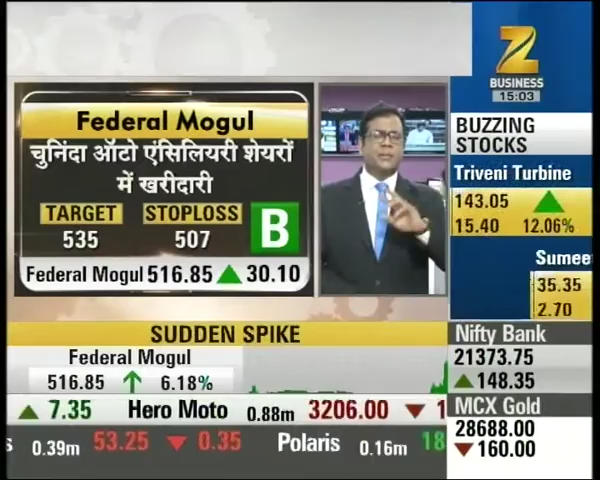 Z
BUSINESS
15:03
Federal Mogul
चुनिंदा ऑटो एंसिलियरी शेयरों
में खरीदारी
TARGET STOPLOSS
535 507
B
Federal Mogul 516.85 30.10
BUZZING
STOCKS
Triveni Turbine
143.05
15.40 12.06%
Sumee
35.35
2.70
SUDDEN SPIKE
Federal Mogul
516.85 6.18%
Nifty Bank
21373.75
148.35
MCX Gold
28688.00
160.00
7.35 Hero Moto 0.88m 3206.00 1
s 0.39m 53.25 0.35 Polaris 0.16m 18